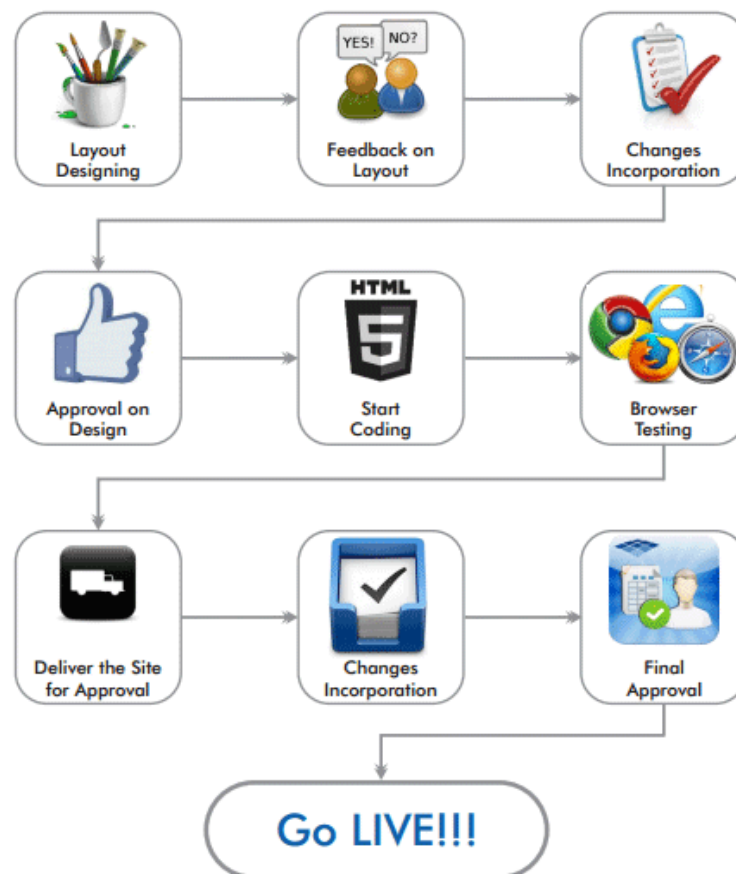 YES!
NO?
Layout
Designing
Feedback on
Layout
Changes
Incorporation
Approval on
Design
HTML
5
Start
Coding
Browser
Testing
Deliver the Site
for Approval
Changes
Incorporation
Final
Approval
Go LIVE!!!